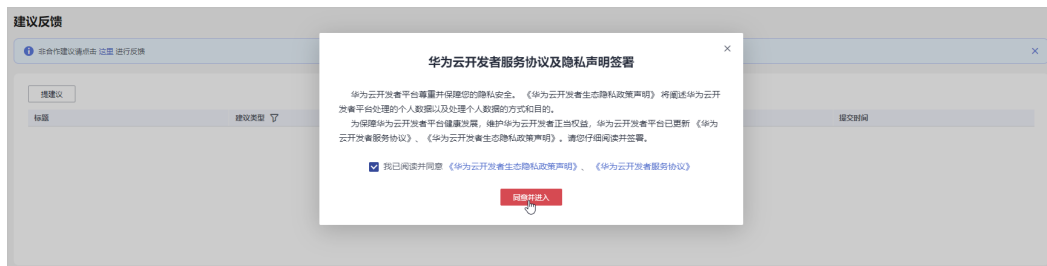 建议反馈
非合作建议请点击 这里 进行反馈
提建议
标题 建议类型 提交时间
华为云开发者服务协议及隐私声明签署
华为云开发者平台尊重并保障您的隐私安全。《华为云开发者生态隐私政策声明》 将阐述华为云开
发者平台处理的个人数据以及处理个人数据的方式和目的。
为保障华为云开发者平台健康发展，维护华为云开发者正当权益，华为云开发者平台已更新 《华为
云开发者服务协议》、《华为云开发者生态隐私政策声明》。请您仔细阅读并签署。
我已阅读并同意 《华为云开发者生态隐私政策声明》、 《华为云开发者服务协议》
同意并进入